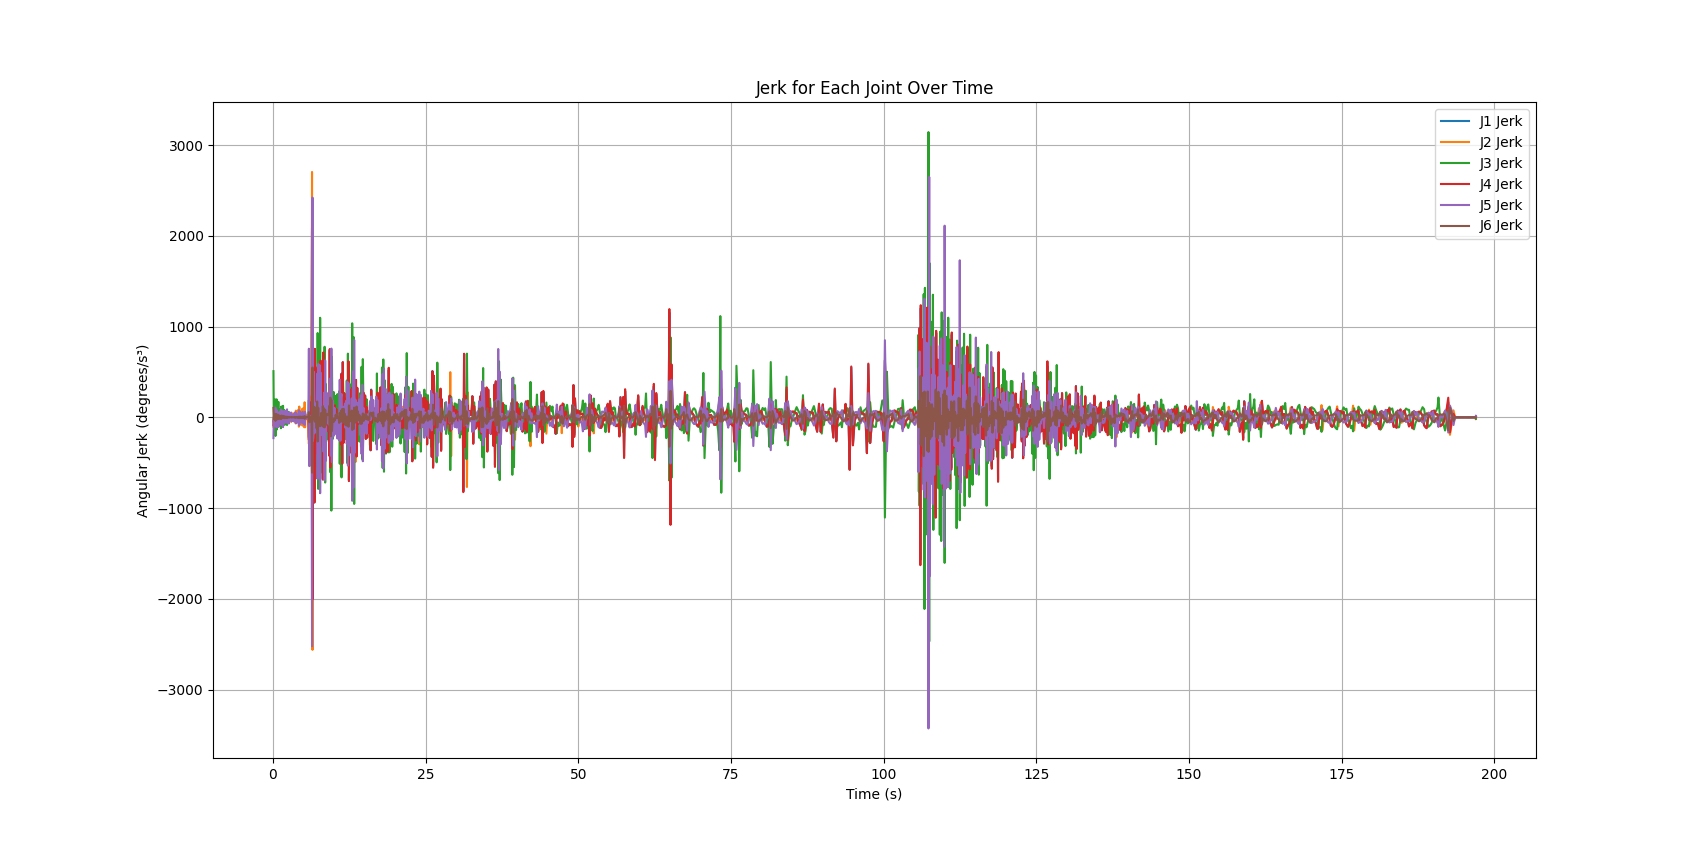 Jerk for Each Joint Over Time
J1 Jerk
J2 Jerk
J3 Jerk
J4 Jerk
J5 Jerk
J6 Jerk
Angular Jerk (degrees/s³)
3000
2000
1000
0
−1000
−2000
−3000
0 25 50 75 100 125 150 175 200
Time (s)